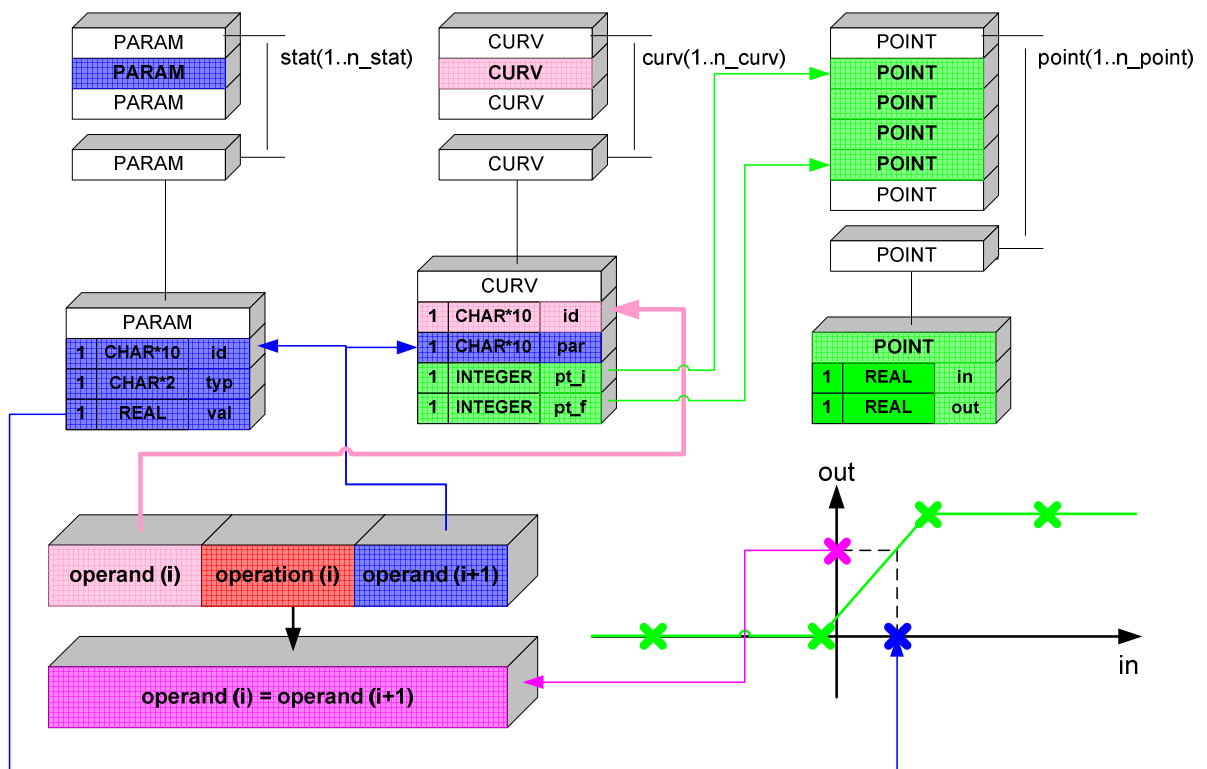 PARAM
PARAM
PARAM
PARAM
stat(1..n_stat)
CURV
CURV
CURV
CURV
curv(1..n_curv)
POINT
POINT
POINT
POINT
POINT
POINT
POINT
point(1..n_point)
PARAM
1 CHAR*10 id
1 CHAR*2 typ
1 REAL val
CURV
1 CHAR*10 id
1 CHAR*10 par
1 INTEGER pt_i
1 INTEGER pt_f
POINT
1 REAL in
1 REAL out
operand (i) operation (i) operand (i+1)
operand (i) = operand (i+1)
out
in